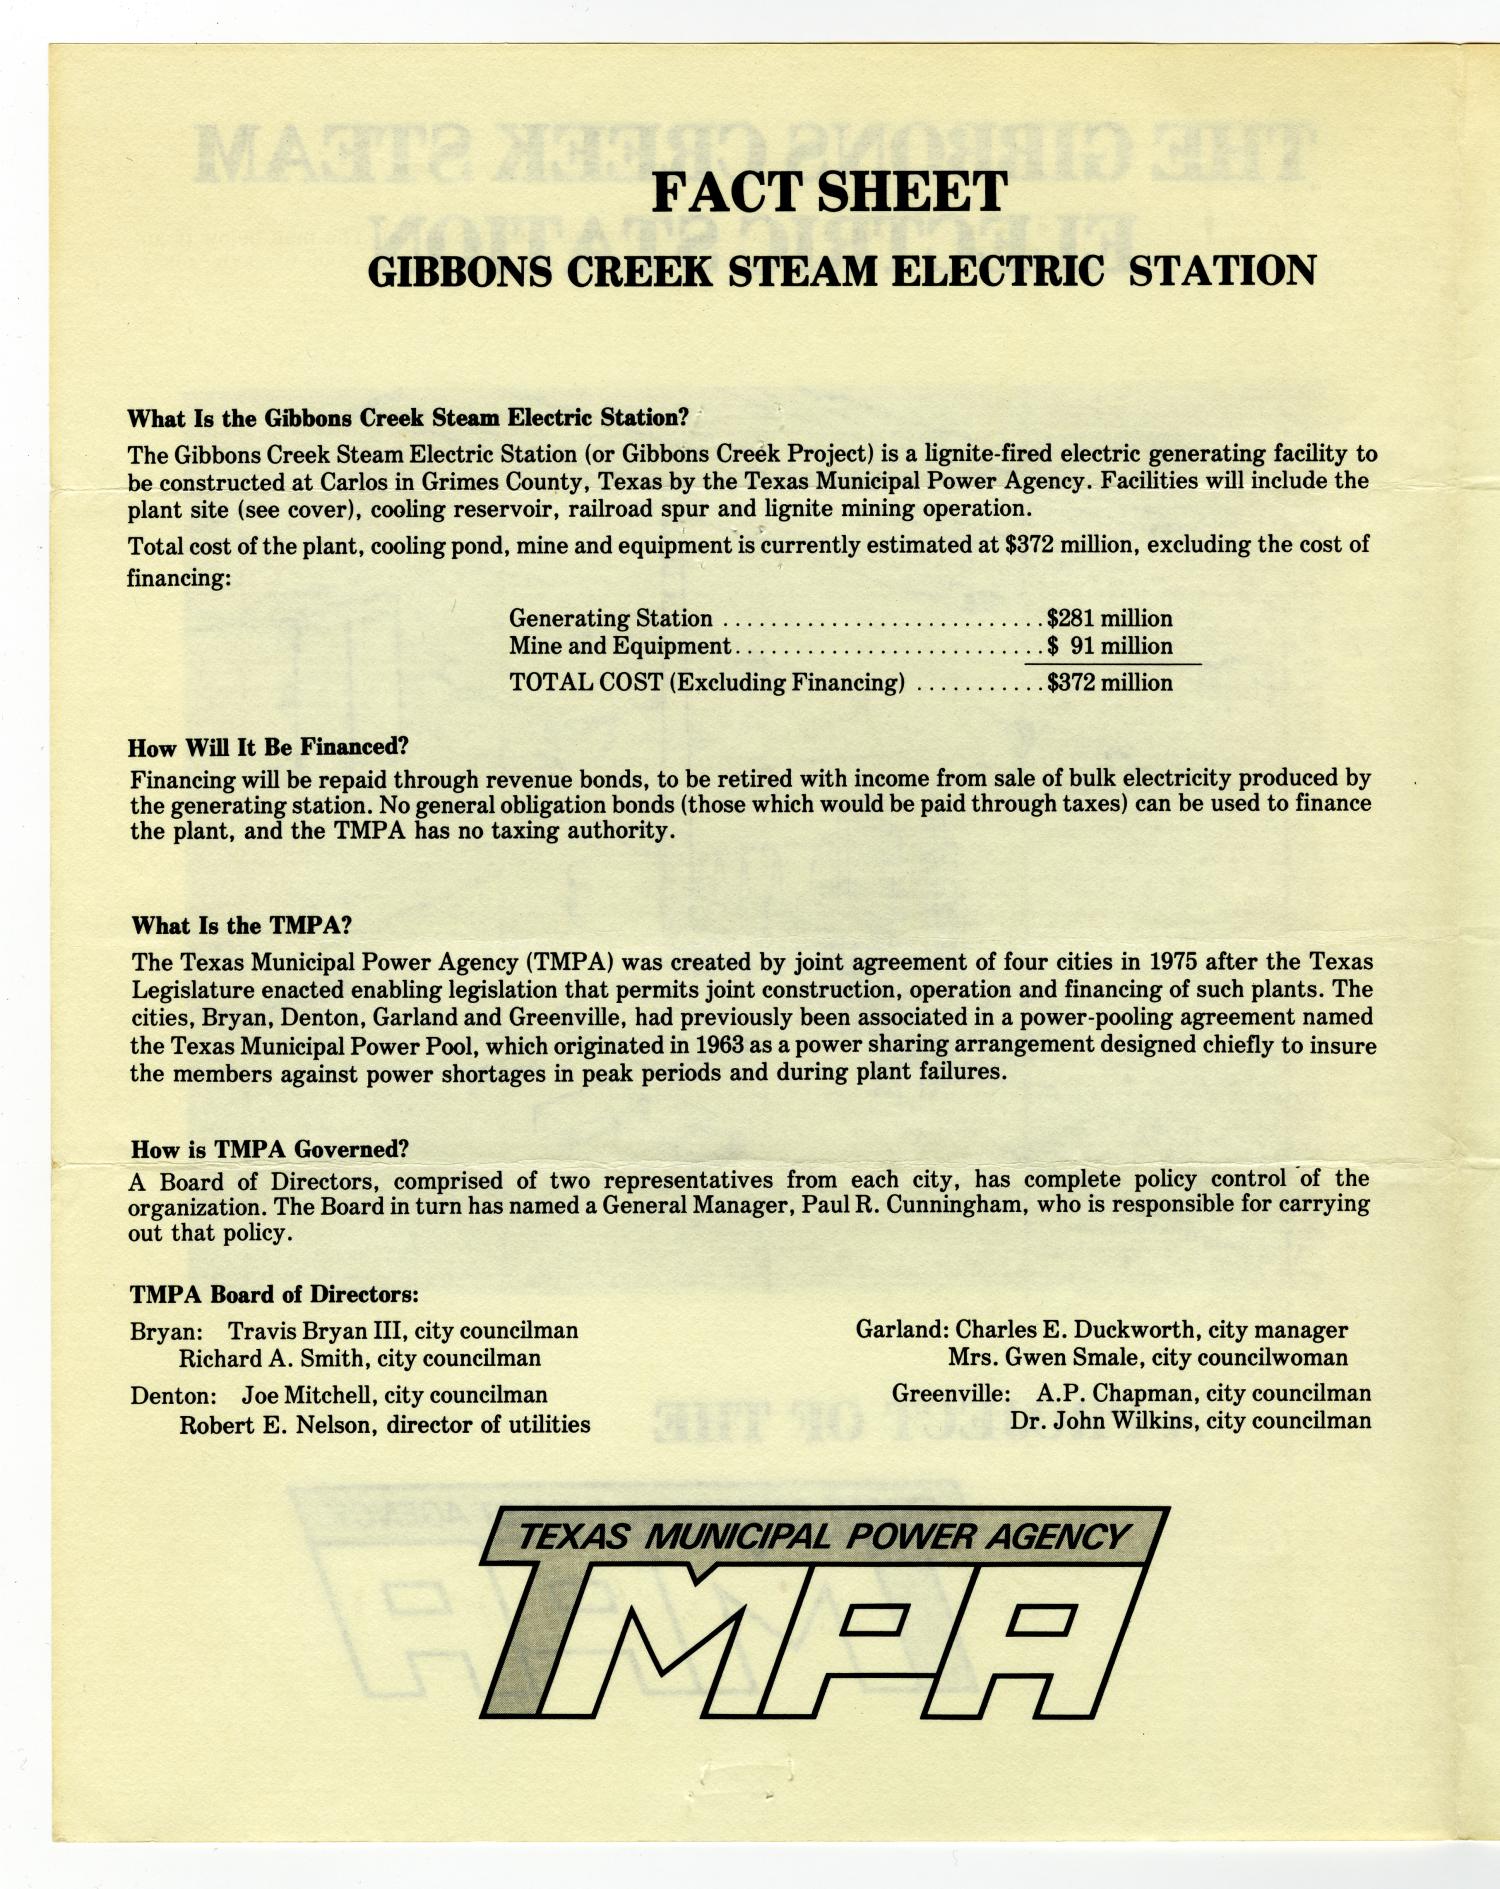 FACT SHEET
GIBBONS CREEK STEAM ELECTRIC STATION
What Is the Gibbons Creek Steam Electric Station?
The Gibbons Creek Steam Electric Station (or Gibbons Creek Project) is a lignite-fired electric generating facility to
be constructed at Carlos in Grimes County, Texas by the Texas Municipal Power Agency. Facilities will include the
plant site (see cover), cooling reservoir, railroad spur and lignite mining operation.
Total cost of the plant, cooling pond, mine and equipment is currently estimated at $372 million, excluding the cost of
financing:
Generating Station ...........................$281 million
Mine and Equipment..........................$ 91 million
TOTAL COST (Excluding Financing) ...........$372 million
How Will It Be Financed?
Financing will be repaid through revenue bonds, to be retired with income from sale of bulk electricity produced by
the generating station. No general obligation bonds (those which would be paid through taxes) can be used to finance
the plant, and the TMPA has no taxing authority.
What Is the TMPA?
The Texas Municipal Power Agency (TMPA) was created by joint agreement of four cities in 1975 after the Texas
Legislature enacted enabling legislation that permits joint construction, operation and financing of such plants. The
cities, Bryan, Denton, Garland and Greenville, had previously been associated in a power-pooling agreement named
the Texas Municipal Power Pool, which originated in 1963 as a power sharing arrangement designed chiefly to insure
the members against power shortages in peak periods and during plant failures.
How is TMPA Governed?
A Board of Directors, comprised of two representatives from each city, has complete policy control of the
organization. The Board in turn has named a General Manager, Paul R. Cunningham, who is responsible for carrying
out that policy.
TMPA Board of Directors:
Bryan: Travis Bryan III, city councilman
Richard A. Smith, city councilman
Denton: Joe Mitchell, city councilman
Robert E. Nelson, director of utilities
Garland: Charles E. Duckworth, city manager
Mrs. Gwen Smale, city councilwoman
Greenville: A.P. Chapman, city councilman
Dr. John Wilkins, city councilman
TEXAS MUNICIPAL POWER AGENCY
TMPA